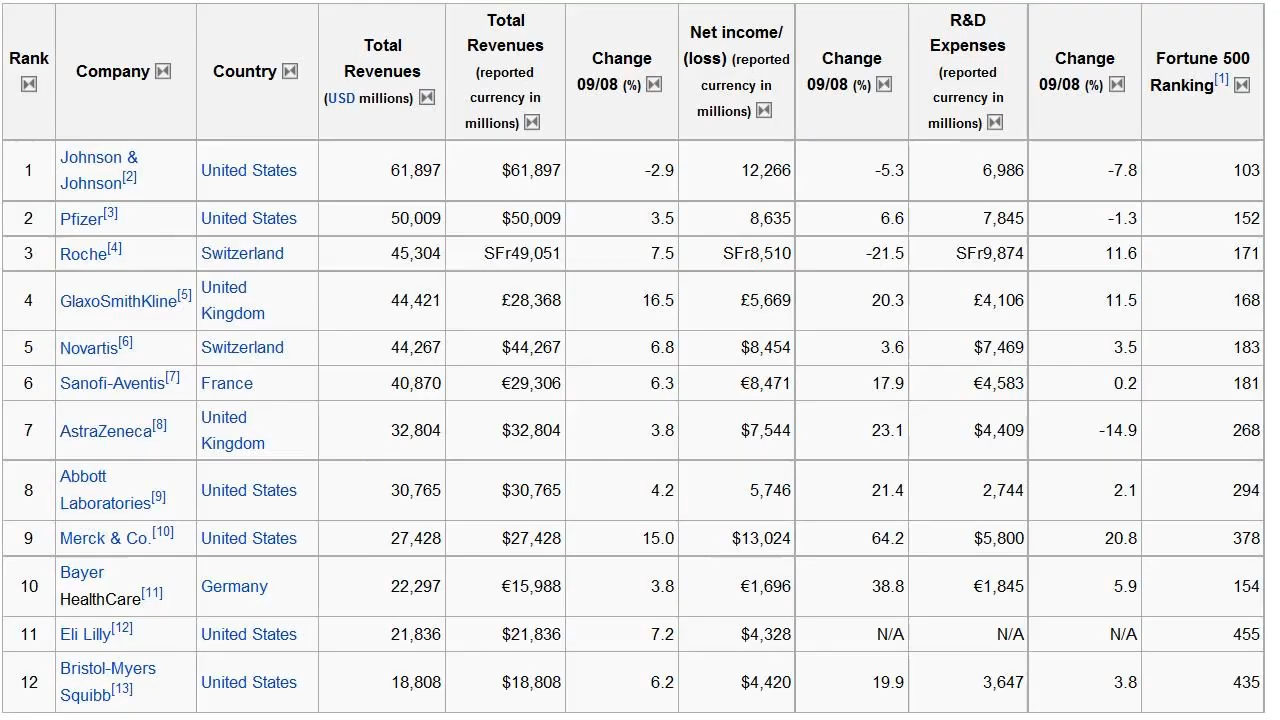 Rank Company Country Total Revenues (USD millions) Total Revenues (reported currency in millions) Change 09/08 (%) Net income/ (loss) (reported currency in millions) Change 09/08 (%) R&D Expenses (reported currency in millions) Change 09/08 (%) Fortune 500 Ranking[1]
1 Johnson & Johnson[2] United States 61,897 $61,897 -2.9 12,266 -5.3 6,986 -7.8 103
2 Pfizer[3] United States 50,009 $50,009 3.5 8,635 6.6 7,845 -1.3 152
3 Roche[4] Switzerland 45,304 SFr49,051 7.5 SFr8,510 -21.5 SFr9,874 11.6 171
4 GlaxoSmithKline[5] United Kingdom 44,421 £28,368 16.5 £5,669 20.3 £4,106 11.5 168
5 Novartis[6] Switzerland 44,267 $44,267 6.8 $8,454 3.6 $7,469 3.5 183
6 Sanofi-Aventis[7] France 40,870 €29,306 6.3 €8,471 17.9 €4,583 0.2 181
7 AstraZeneca[8] United Kingdom 32,804 $32,804 3.8 $7,544 23.1 $4,409 -14.9 268
8 Abbott Laboratories[9] United States 30,765 $30,765 4.2 5,746 21.4 2,744 2.1 294
9 Merck & Co.[10] United States 27,428 $27,428 15.0 $13,024 64.2 $5,800 20.8 378
10 Bayer HealthCare[11] Germany 22,297 €15,988 3.8 €1,696 38.8 €1,845 5.9 154
11 Eli Lilly[12] United States 21,836 $21,836 7.2 $4,328 N/A N/A N/A 455
12 Bristol-Myers Squibb[13] United States 18,808 $18,808 6.2 $4,420 19.9 3,647 3.8 435